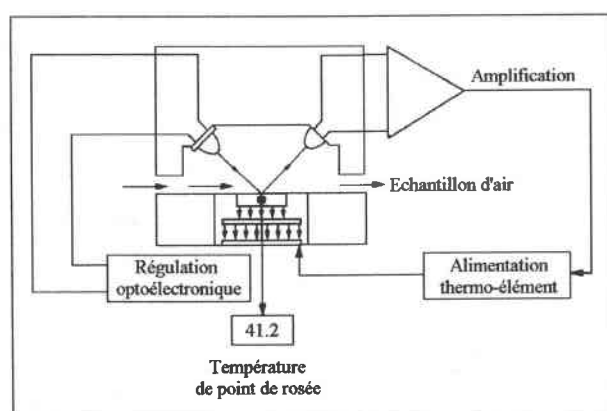 Amplification
Echantillon d'air
Régulation
optoélectronique
Alimentation
thermo-élément
41.2
Température
de point de rosée